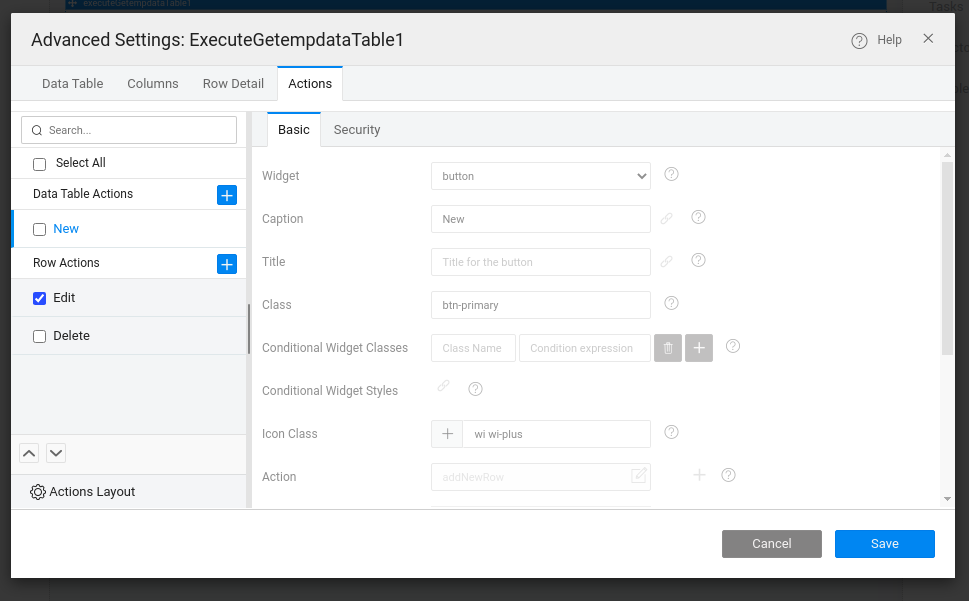 executeGetempdataTable1
Tasks
Advanced Settings: ExecuteGetempdataTable1
Help
Data Table Columns Row Detail Actions
Search...
Basic Security
Select All
Data Table Actions
New
Row Actions
Edit
Delete
Actions Layout
Widget button
Caption New
Title Title for the button
Class btn-primary
Conditional Widget Classes Class Name Condition expression
Conditional Widget Styles
Icon Class wi wi-plus
Action addNewRow
Cancel Save